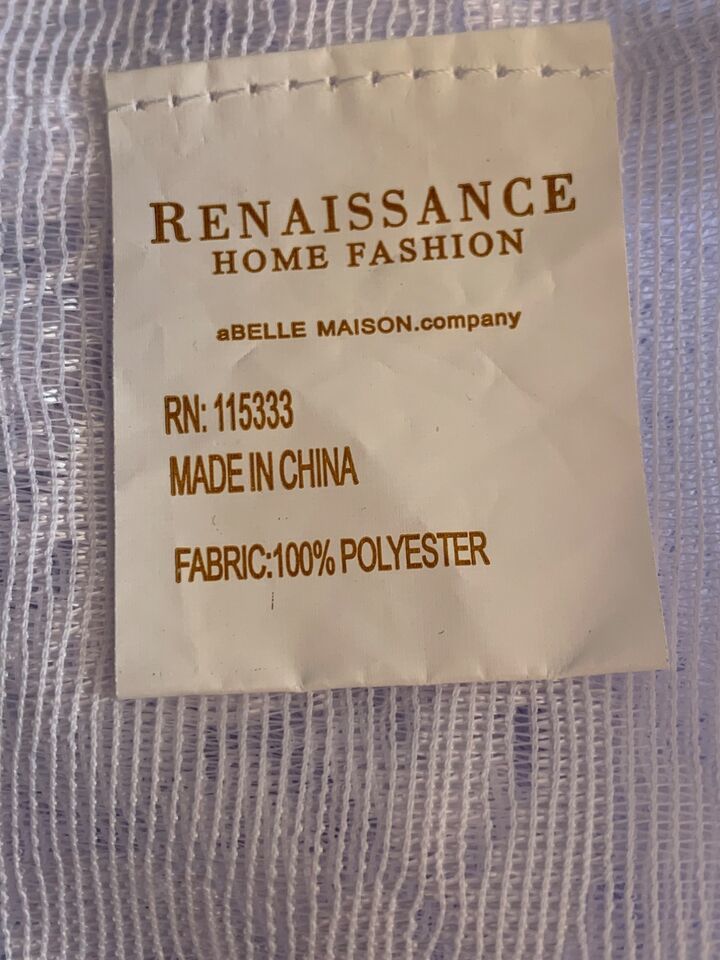 RENAISSANCE
HOME FASHION
aBELLE MAISON.company
RN: 115333
MADE IN CHINA
FABRIC:100% POLYESTER